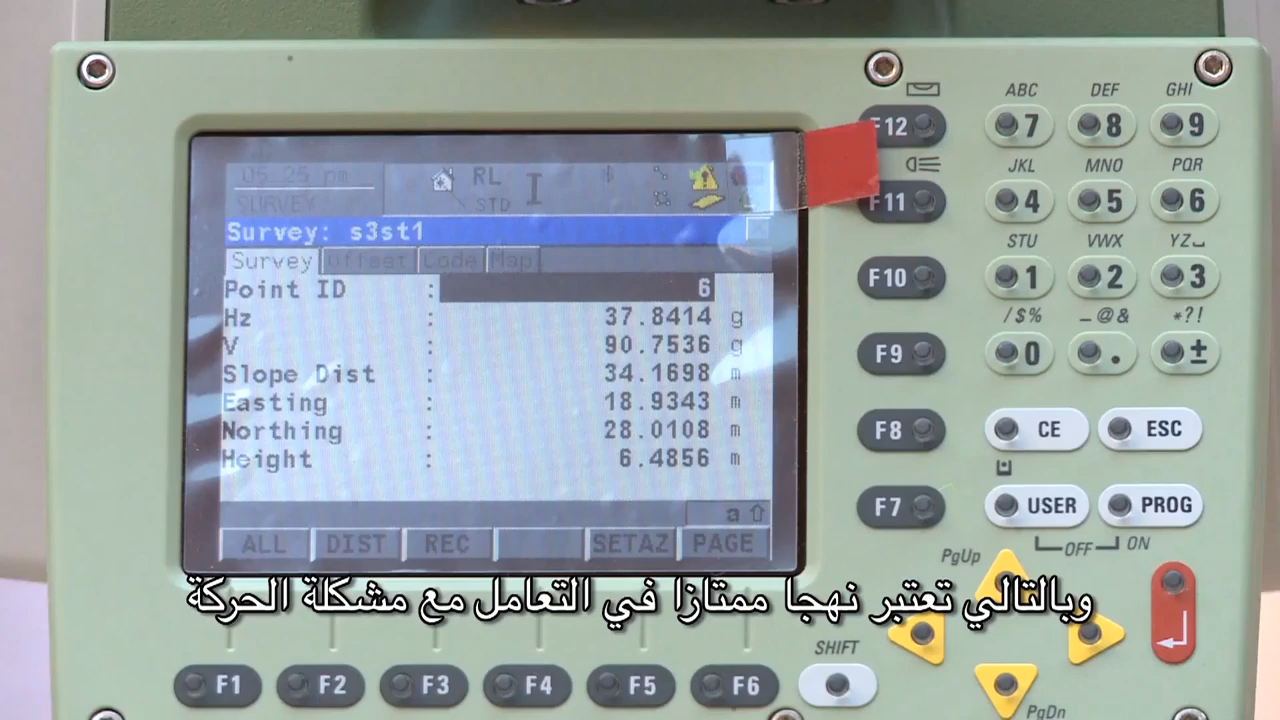 05 25 pm
SURVEY
RL
STD
I
Survey: s3st1
Survey Offset Code Map
Point ID : 6
Hz : 37.8414 g
V : 90.7536 g
Slope Dist : 34.1698 m
Easting : 18.9343 m
Northing : 28.0108 m
Height : 6.4856 m
a
ALL DIST REC SETAZ PAGE
وبالتالي تعتبر نهجا ممتازا في التعامل مع مشكلة الحركة
F1 F2 F3 F4 F5 F6
SHIFT
F12
F11
F10
F9
F8
F7
ABC DEF GHI
7 8 9
JKL MNO PQR
4 5 6
STU VWX YZ
1 2 3
/$% _@& *?!
0 . ±
CE ESC
USER PROG
OFF ON
PgUp
PgDn